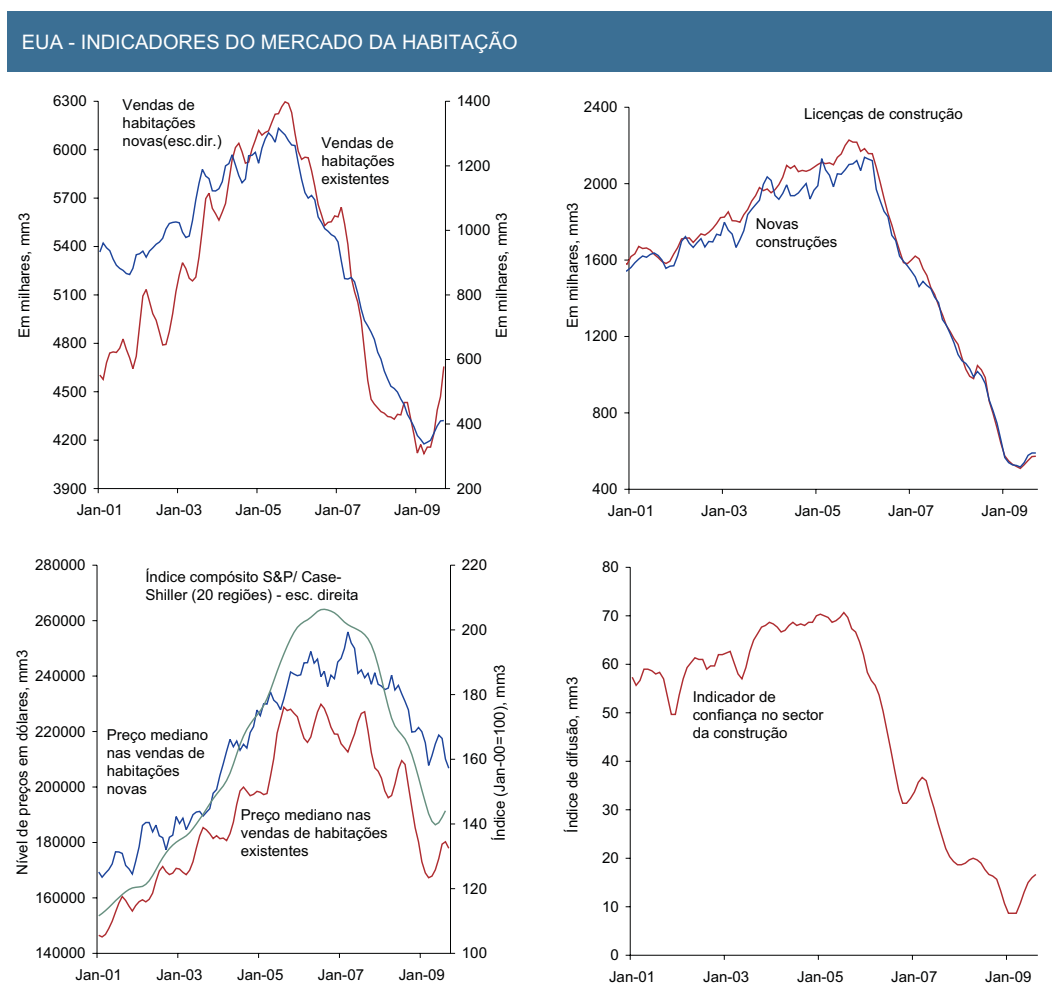 EUA - INDICADORES DO MERCADO DA HABITAÇÃO
Vendas de
habitações
novas(esc.dir.)
Vendas de
habitações
existentes
Em milhares, mm3
Em milhares, mm3
6300
6000
5700
5400
5100
4800
4500
4200
3900
1400
1200
1000
800
600
400
200
Jan-01
Jan-03
Jan-05
Jan-07
Jan-09
Licenças de construção
Novas
construções
Em milhares, mm3
2400
2000
1600
1200
800
400
Jan-01
Jan-03
Jan-05
Jan-07
Jan-09
Índice compósito S&P/ Case-
Shiller (20 regiões) - esc. direita
Preço mediano
nas vendas de
habitações
novas
Preço mediano nas
vendas de habitações
existentes
Nível de preços em dólares, mm3
Índice (Jan-00=100), mm3
280000
260000
240000
220000
200000
180000
160000
140000
220
200
180
160
140
120
100
Jan-01
Jan-03
Jan-05
Jan-07
Jan-09
Indicador de
confiança no sector
da construção
Índice de difusão, mm3
80
70
60
50
40
30
20
10
0
Jan-01
Jan-03
Jan-05
Jan-07
Jan-09